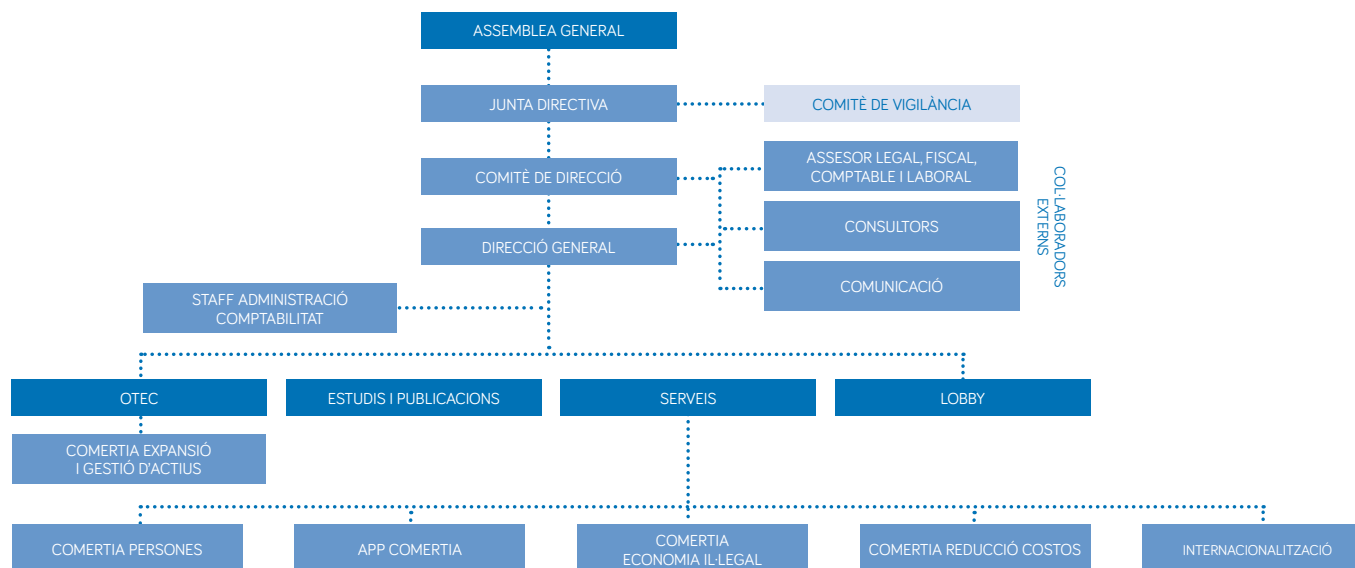 ASSEMBLEA GENERAL
JUNTA DIRECTIVA
COMITÈ DE VIGILÀNCIA
COMITÈ DE DIRECCIÓ
ASSESOR LEGAL, FISCAL,
COMPTABLE I LABORAL
CONSULTORS
COL·LABORADORS
EXTERNS
DIRECCIÓ GENERAL
COMUNICACIÓ
STAFF ADMINISTRACIÓ
COMPTABILITAT
OTEC
ESTUDIS I PUBLICACIONS
SERVEIS
LOBBY
COMERTIA EXPANSIÓ
I GESTIÓ D'ACTIUS
COMERTIA PERSONES
APP COMERTIA
COMERTIA
ECONOMIA IL·LEGAL
COMERTIA REDUCCIÓ COSTOS
INTERNACIONALITZACIÓ